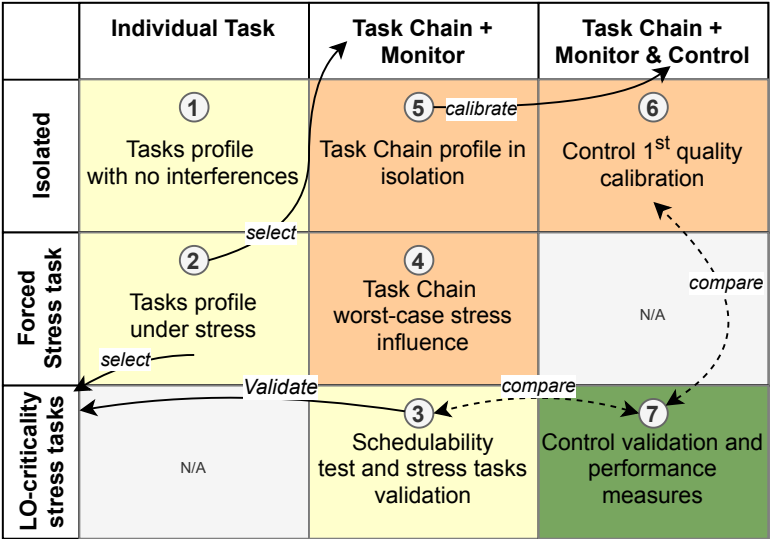 Individual Task
Task Chain +
Monitor
Task Chain +
Monitor & Control
Isolated
1
Tasks profile
with no interferences
5
calibrate
Task Chain profile in
isolation
6
Control 1st quality
calibration
select
Forced
Stress task
2
Tasks profile
under stress
select
4
Task Chain
worst-case stress
influence
N/A
compare
LO-criticality
stress tasks
Validate
N/A
3
compare
Schedulability
test and stress tasks
validation
7
Control validation and
performance
measures